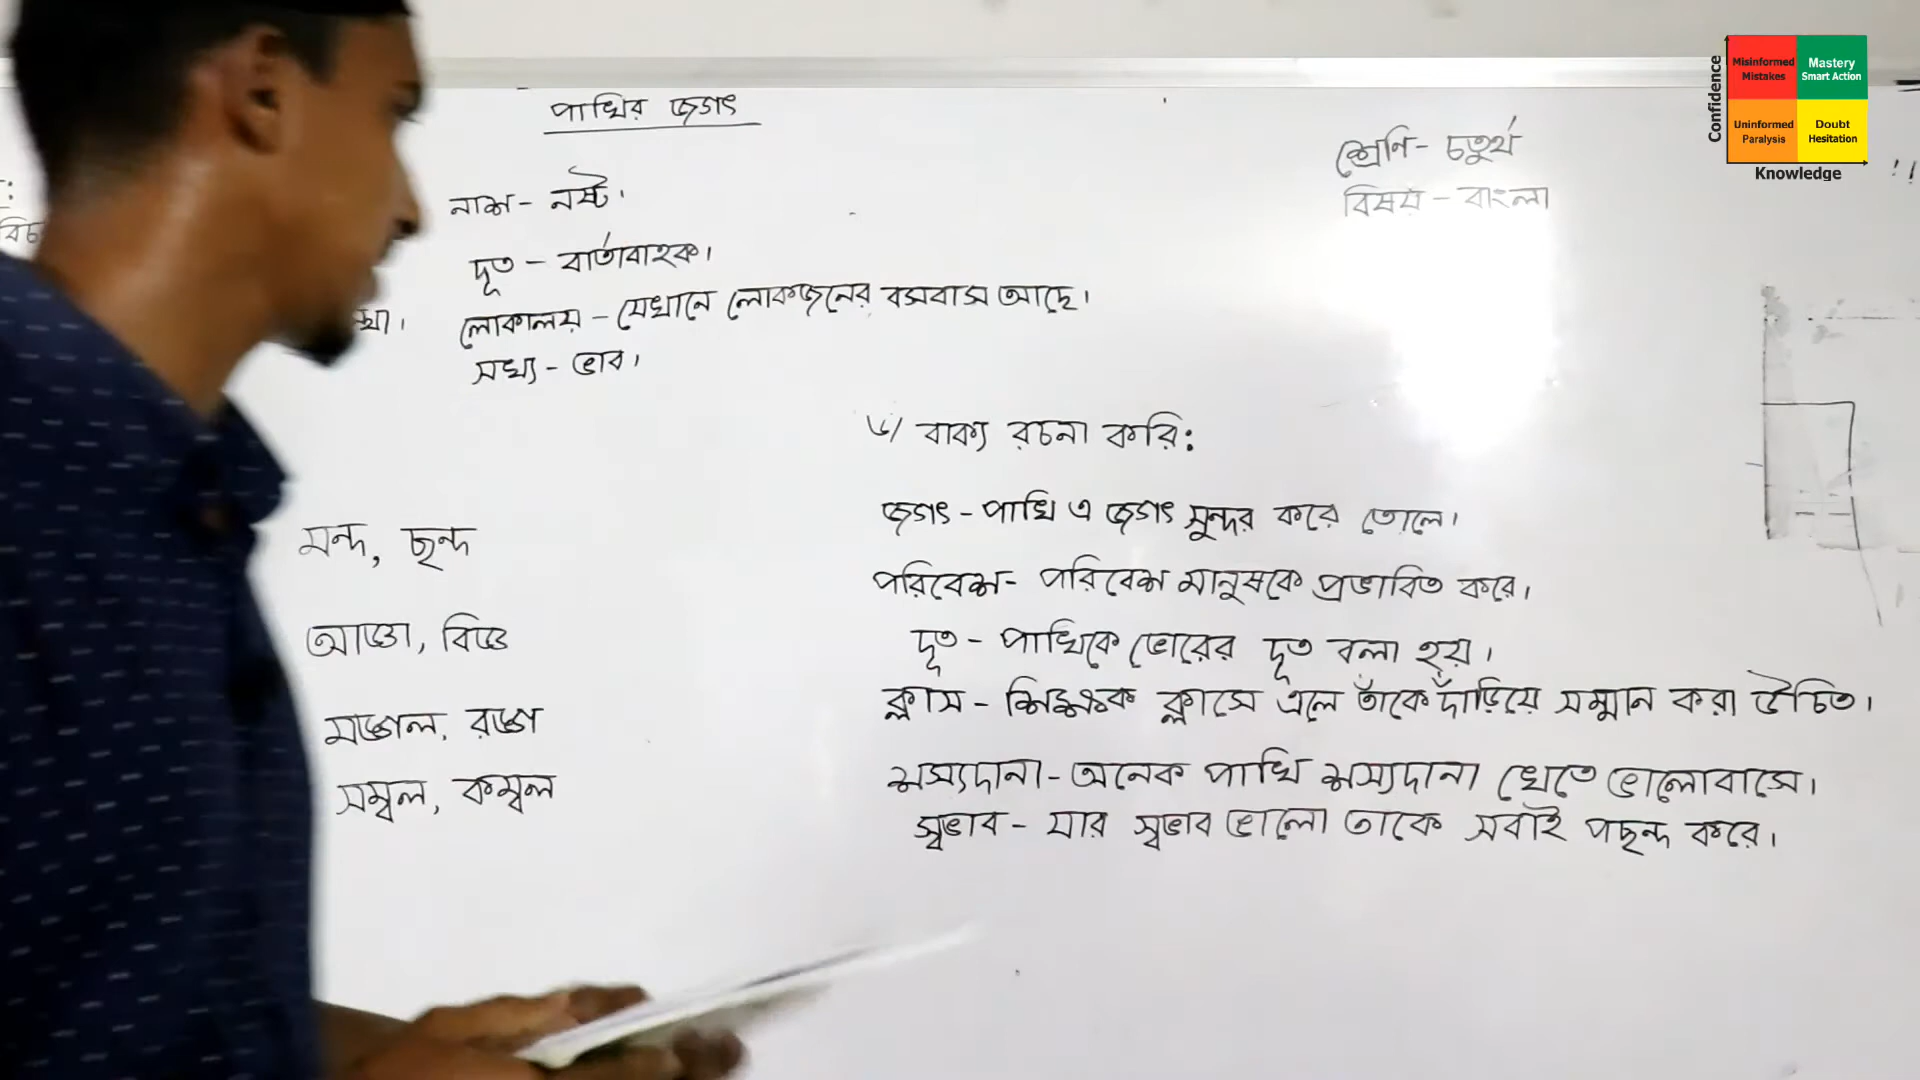 পাখির জগৎ
শ্রেণি - চতুর্থ
বিষয় - বাংলা
নাশ - নষ্ট।
দূত - বার্তাবাহক।
লোকালয় - যেখানে লোকজনের বসবাস আছে।
সখ্য - ভাব।
৬/ বাক্য রচনা করি:
জগৎ - পাখি এ জগৎ সুন্দর করে তোলে।
পরিবেশ - পরিবেশ মানুষকে প্রভাবিত করে।
দূত - পাখিকে ভোরের দূত বলা হয়।
ক্লাস - শিক্ষক ক্লাসে এলে তাঁকে দাঁড়িয়ে সম্মান করা উচিত।
শস্যদানা - অনেক পাখি শস্যদানা খেতে ভালোবাসে।
স্বভাব - যার স্বভাব ভালো তাকে সবাই পছন্দ করে।
মন্দ, ছন্দ
মঙ্গল, রঙ্গ
সম্বল, কম্বল
Confidence
Misinformed Mistakes
Mastery Smart Action
Uninformed Paralysis
Doubt Hesitation
Knowledge